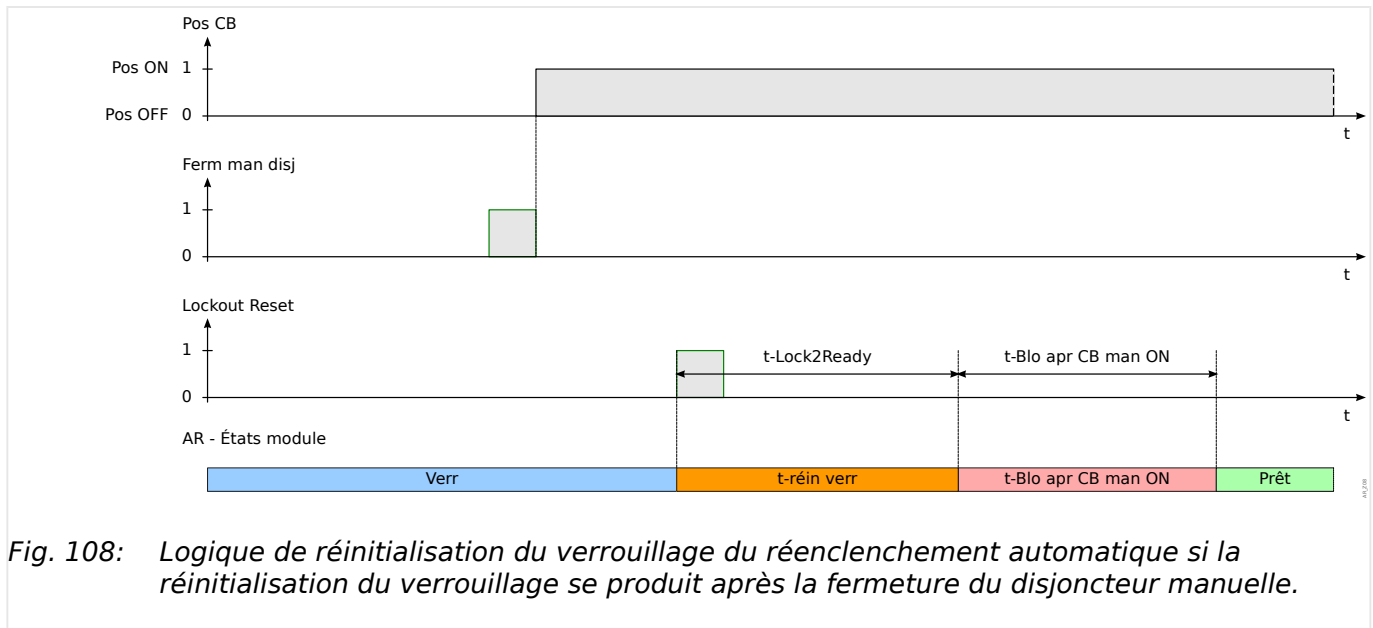 Pos CB
Pos ON 1
Pos OFF 0
t
Ferm man disj
1
0
t
Lockout Reset
1
t-Lock2Ready t-Blo apr CB man ON
0
t
AR - États module
Verr t-réin verr t-Blo apr CB man ON Prêt
Fig. 108: Logique de réinitialisation du verrouillage du réenclenchement automatique si la
réinitialisation du verrouillage se produit après la fermeture du disjoncteur manuelle.